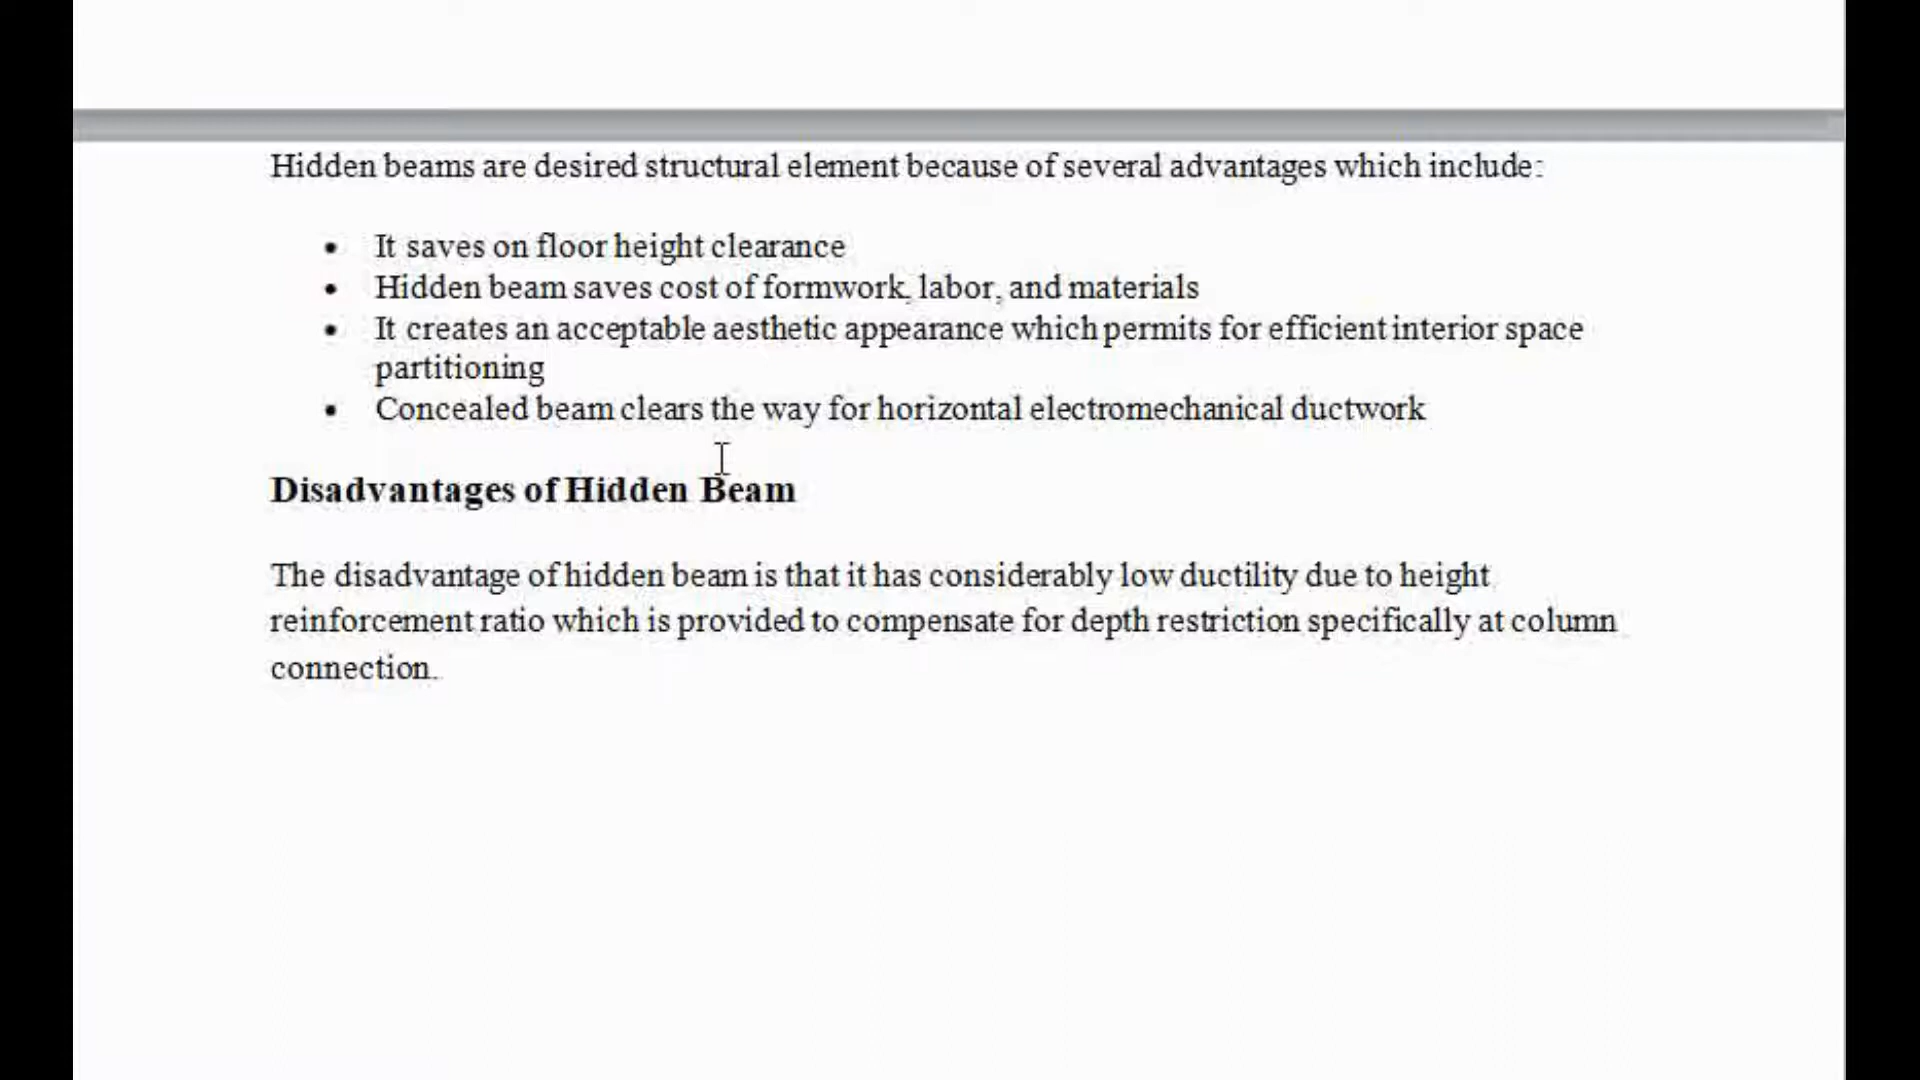 Hidden beams are desired structural element because of several advantages which include:
• It saves on floor height clearance
• Hidden beam saves cost of formwork, labor, and materials
• It creates an acceptable aesthetic appearance which permits for efficient interior space
partitioning
• Concealed beam clears the way for horizontal electromechanical ductwork
Disadvantages of Hidden Beam
The disadvantage of hidden beam is that it has considerably low ductility due to height
reinforcement ratio which is provided to compensate for depth restriction specifically at column
connection.